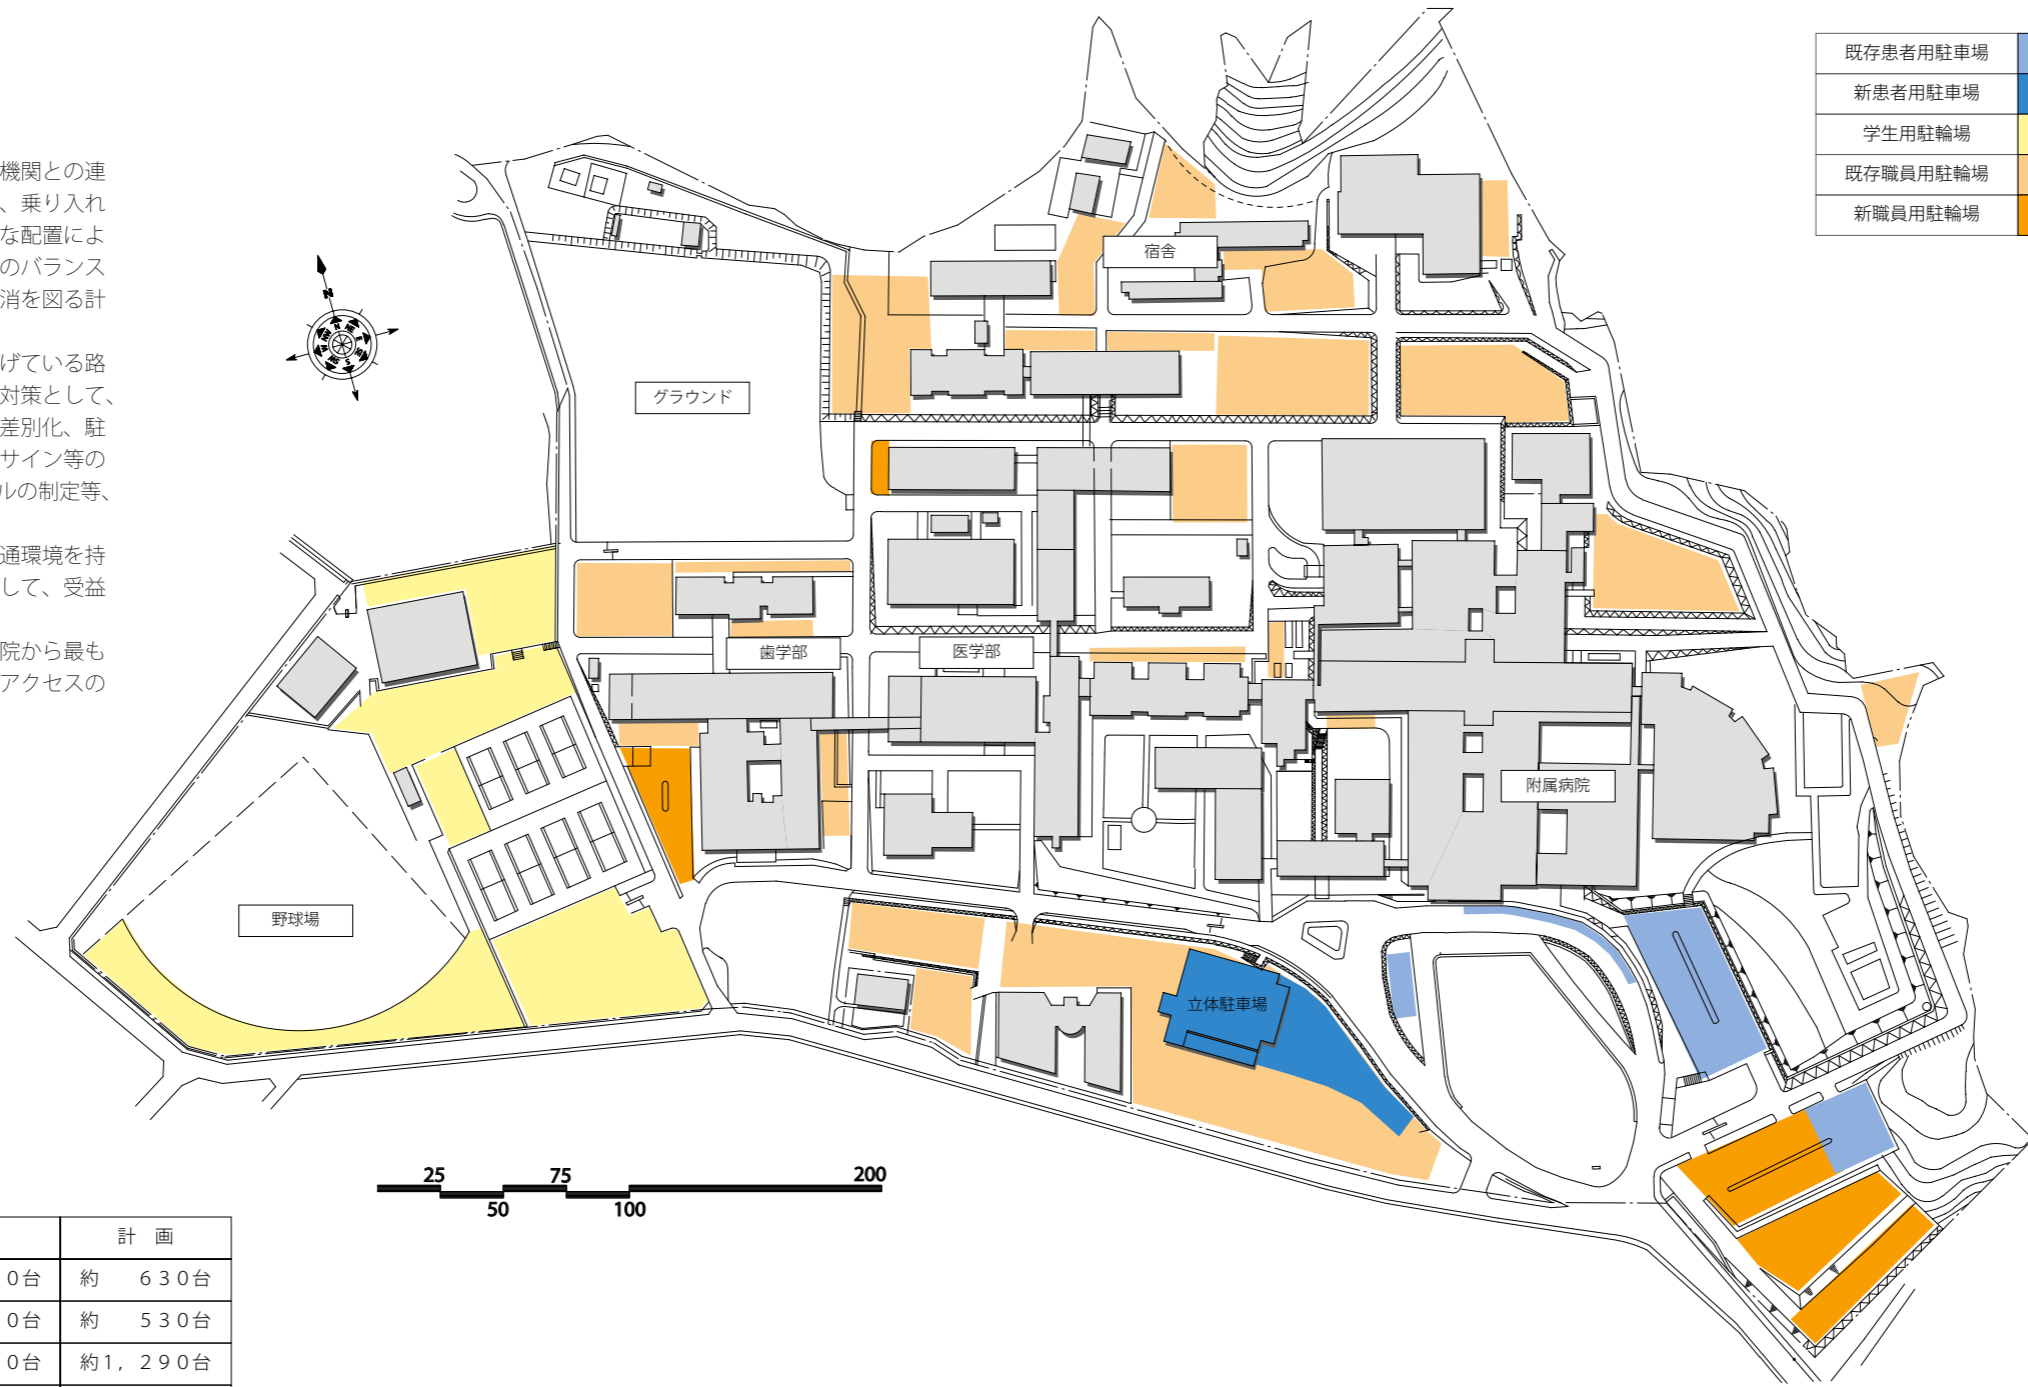 機関との連
、乗り入れ
な配置によ
のバランス
消を図る計
げている路
対策として、
差別化、駐
サイン等の
ルの制定等、
通環境を持
して、受益
院から最も
アクセスの
既存患者用駐車場
新患者用駐車場
学生用駐輪場
既存職員用駐輪場
新職員用駐輪場
N
N
NE
E
SE
S
SW
W
NW
宿舎
グラウンド
歯学部
医学部
附属病院
野球場
立体駐車場
25 75 200
50 100
計 画
0台 約 630台
0台 約 530台
0台 約1,290台